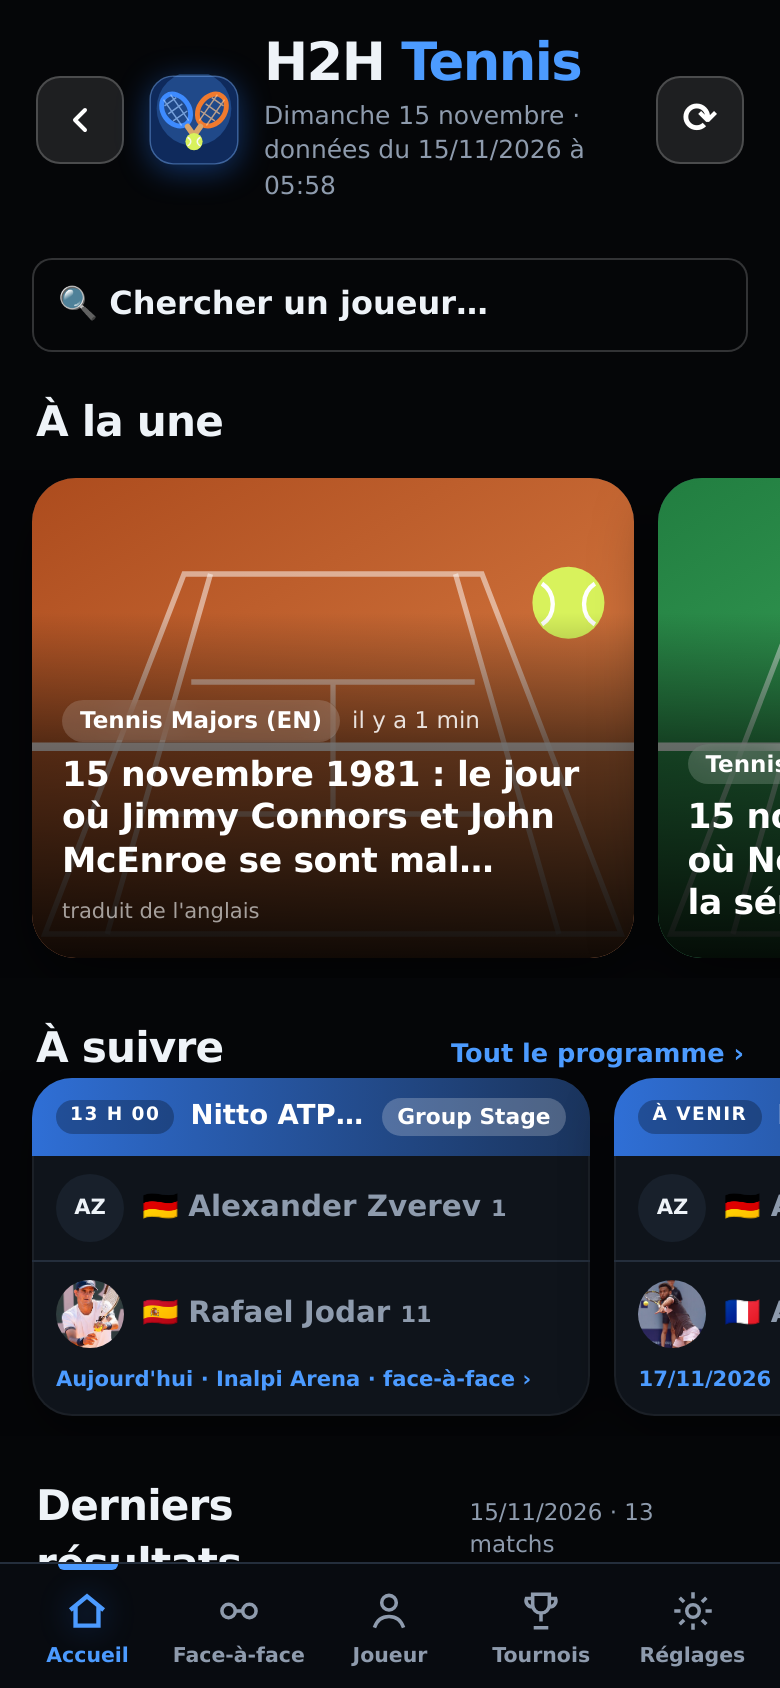 H2H Tennis
Dimanche 15 novembre ·
données du 15/11/2026 à
05:58
Chercher un joueur…
À la une
Tennis Majors (EN) il y a 1 min
15 novembre 1981 : le jour
où Jimmy Connors et John
McEnroe se sont mal…
traduit de l'anglais
Tennis
15 no
où No
la sér
À suivre
Tout le programme ›
13 H 00 Nitto ATP… Group Stage
AZ Alexander Zverev 1
Rafael Jodar 11
Aujourd'hui · Inalpi Arena · face-à-face ›
À VENIR
AZ
17/11/2026
Derniers
résultats
15/11/2026 · 13
matchs
Accueil
Face-à-face
Joueur
Tournois
Réglages